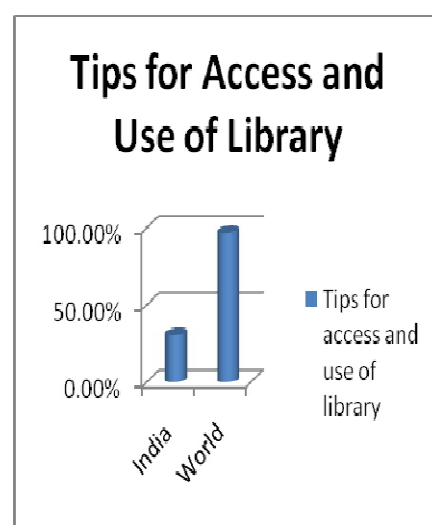 Tips for Access and
Use of Library
100.00%
50.00%
0.00%
India
World
Tips for
access and
use of
library